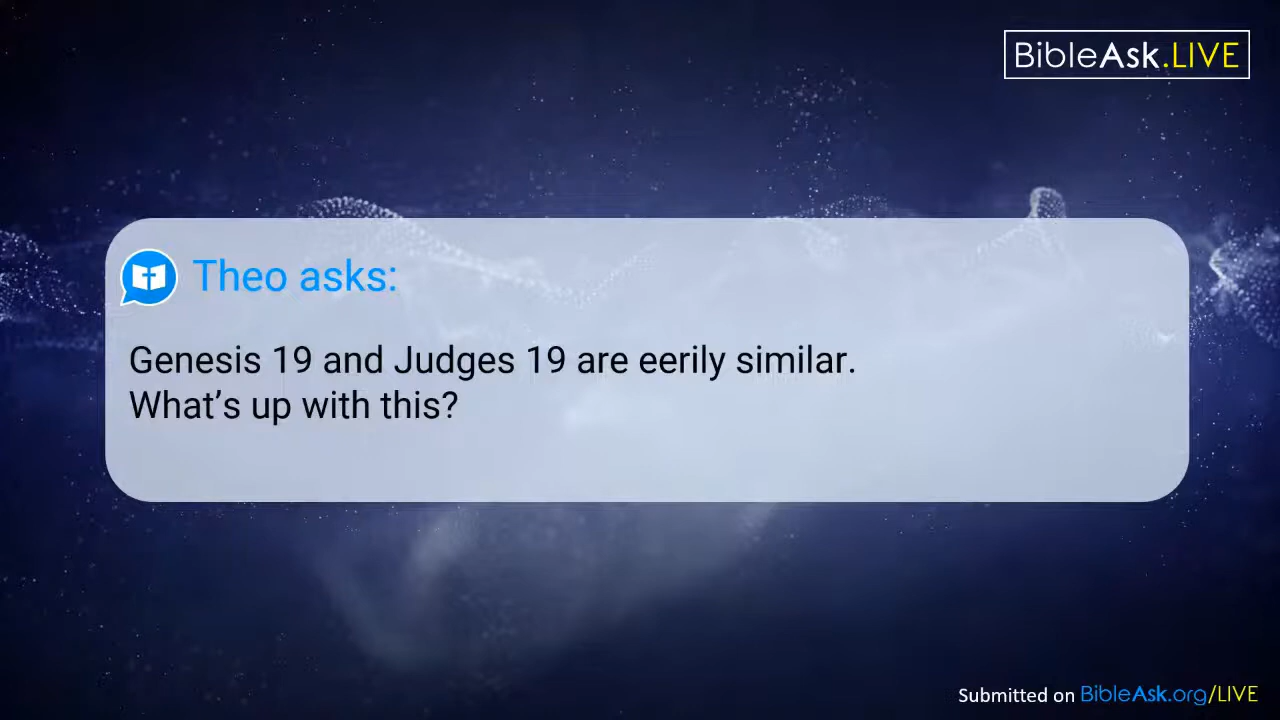 BibleAsk.LIVE
Theo asks:
Genesis 19 and Judges 19 are eerily similar.
What’s up with this?
Submitted on BibleAsk.org/LIVE